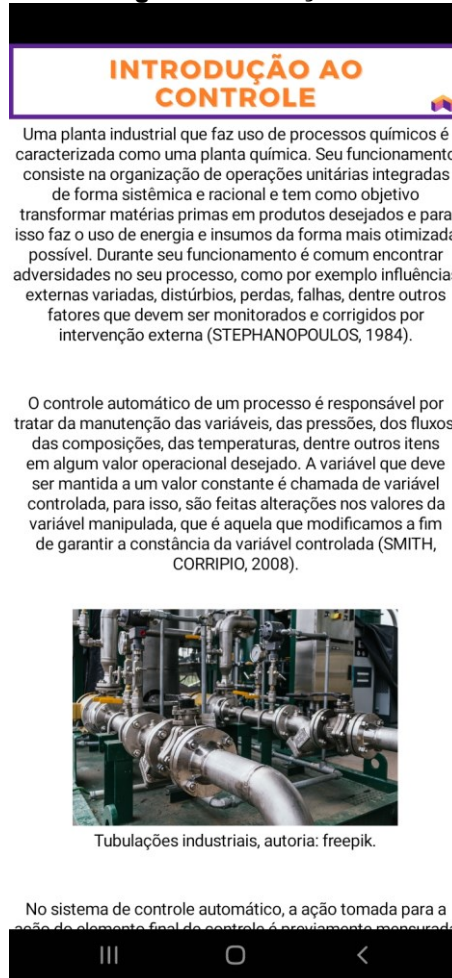 INTRODUÇÃO AO
CONTROLE
Uma planta industrial que faz uso de processos químicos é
caracterizada como uma planta química. Seu funcionamento
consiste na organização de operações unitárias integradas
de forma sistêmica e racional e tem como objetivo
transformar matérias primas em produtos desejados e para
isso faz o uso de energia e insumos da forma mais otimizada
possível. Durante seu funcionamento é comum encontrar
adversidades no seu processo, como por exemplo influências
externas variadas, distúrbios, perdas, falhas, dentre outros
fatores que devem ser monitorados e corrigidos por
intervenção externa (STEPHANOPOULOS, 1984).
O controle automático de um processo é responsável por
tratar da manutenção das variáveis, das pressões, dos fluxos
das composições, das temperaturas, dentre outros itens
em algum valor operacional desejado. A variável que deve
ser mantida a um valor constante é chamada de variável
controlada, para isso, são feitas alterações nos valores da
variável manipulada, que é aquela que modificamos a fim
de garantir a constância da variável controlada (SMITH,
CORRIPIO, 2008).
Tubulações industriais, autoria: freepik.
No sistema de controle automático, a ação tomada para a
ação do elemento final de controle é previamente mensurada